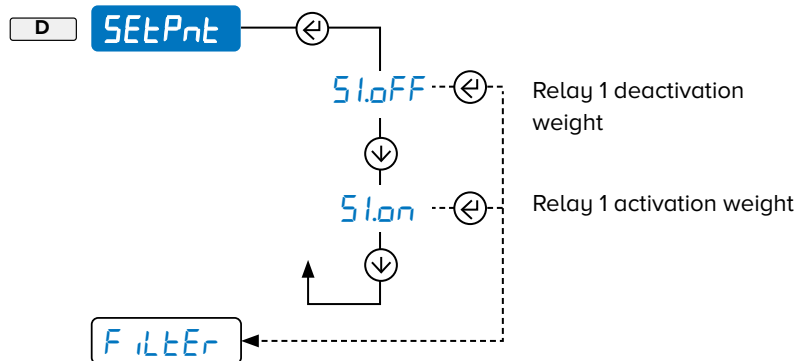 D SEtPnt
S1.oFF Relay 1 deactivation
weight
S1.on Relay 1 activation weight
FiLtEr